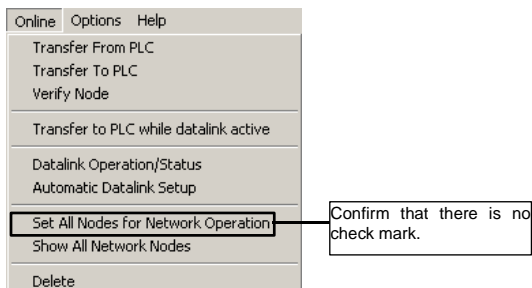 Online Options Help
Transfer From PLC
Transfer To PLC
Verify Node
Transfer to PLC while datalink active
Datalink Operation/Status
Automatic Datalink Setup
Set All Nodes for Network Operation
Show All Network Nodes
Delete
Confirm that there is no
check mark.